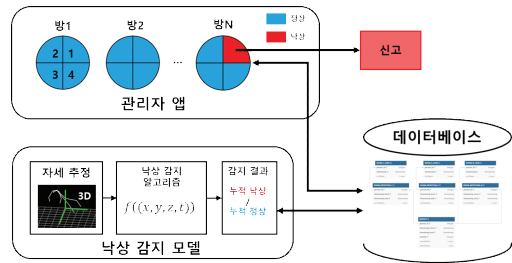 방1
방2
방N
정상
낙상
2 1
3 4
...
신고
관리자 앱
데이터베이스
자세 추정
3D
낙상 감지
알고리즘
f((x,y,z,t))
감지 결과
누적 낙상
/
누적 정상
낙상 감지 모델